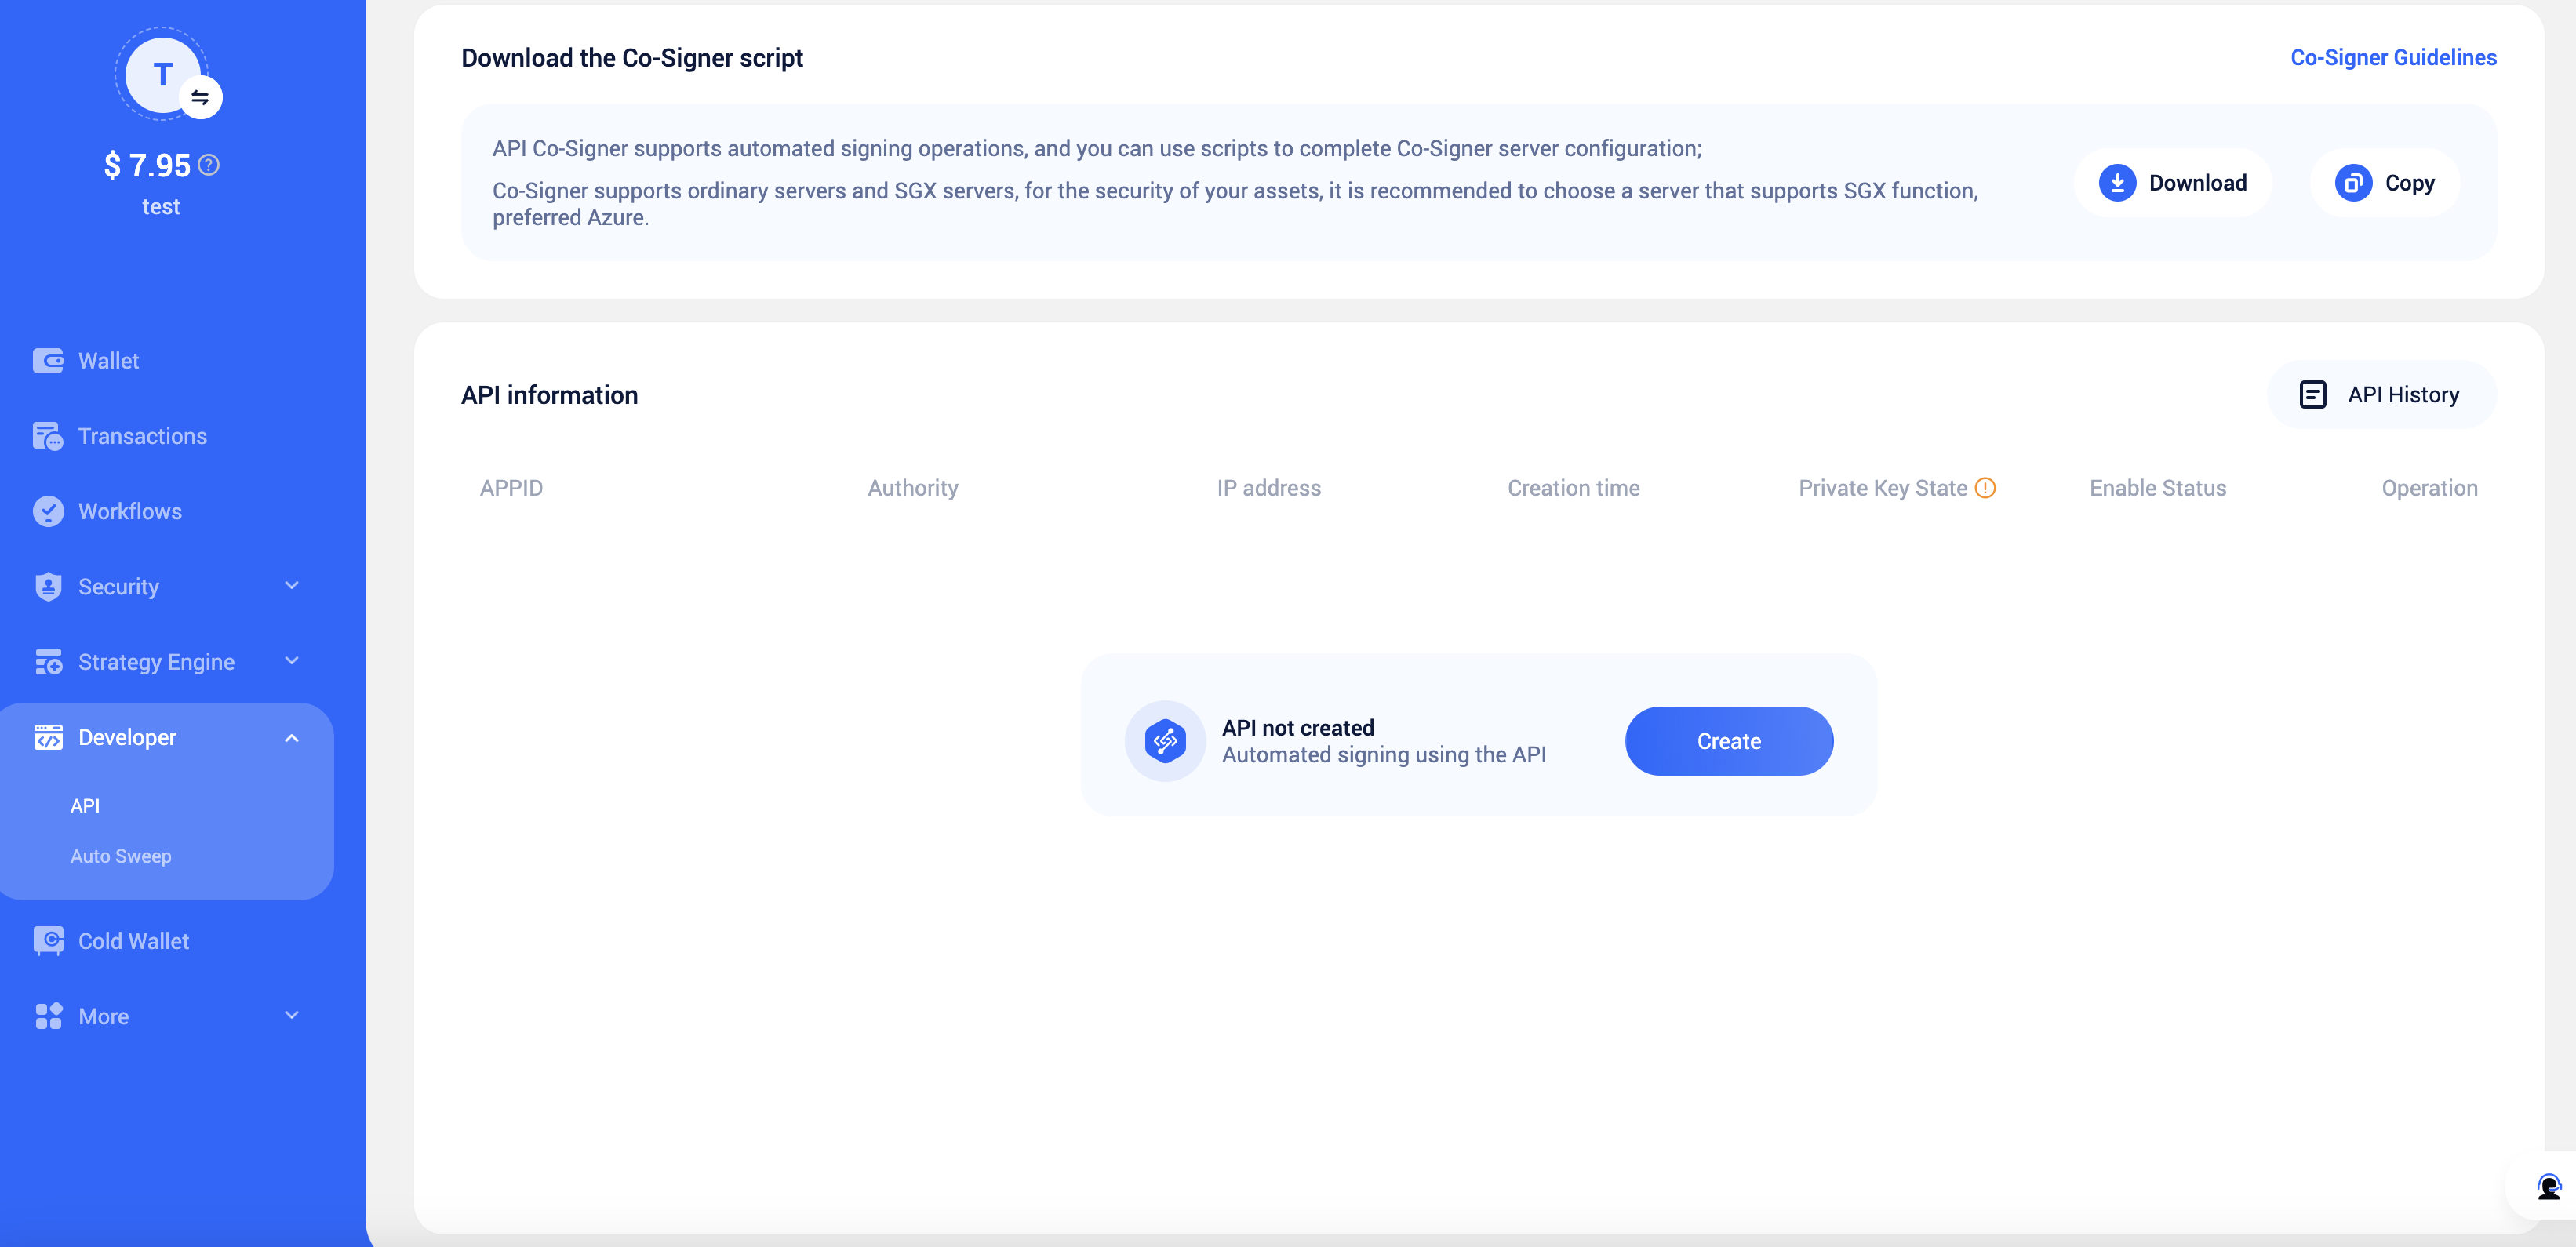 T
$ 7.95
test
Wallet
Transactions
Workflows
Security
Strategy Engine
Developer
API
Auto Sweep
Cold Wallet
More
Download the Co-Signer script
Co-Signer Guidelines
API Co-Signer supports automated signing operations, and you can use scripts to complete Co-Signer server configuration;
Co-Signer supports ordinary servers and SGX servers, for the security of your assets, it is recommended to choose a server that supports SGX function,
preferred Azure.
Download
Copy
API information
API History
APPID
Authority
IP address
Creation time
Private Key State
Enable Status
Operation
API not created
Automated signing using the API
Create